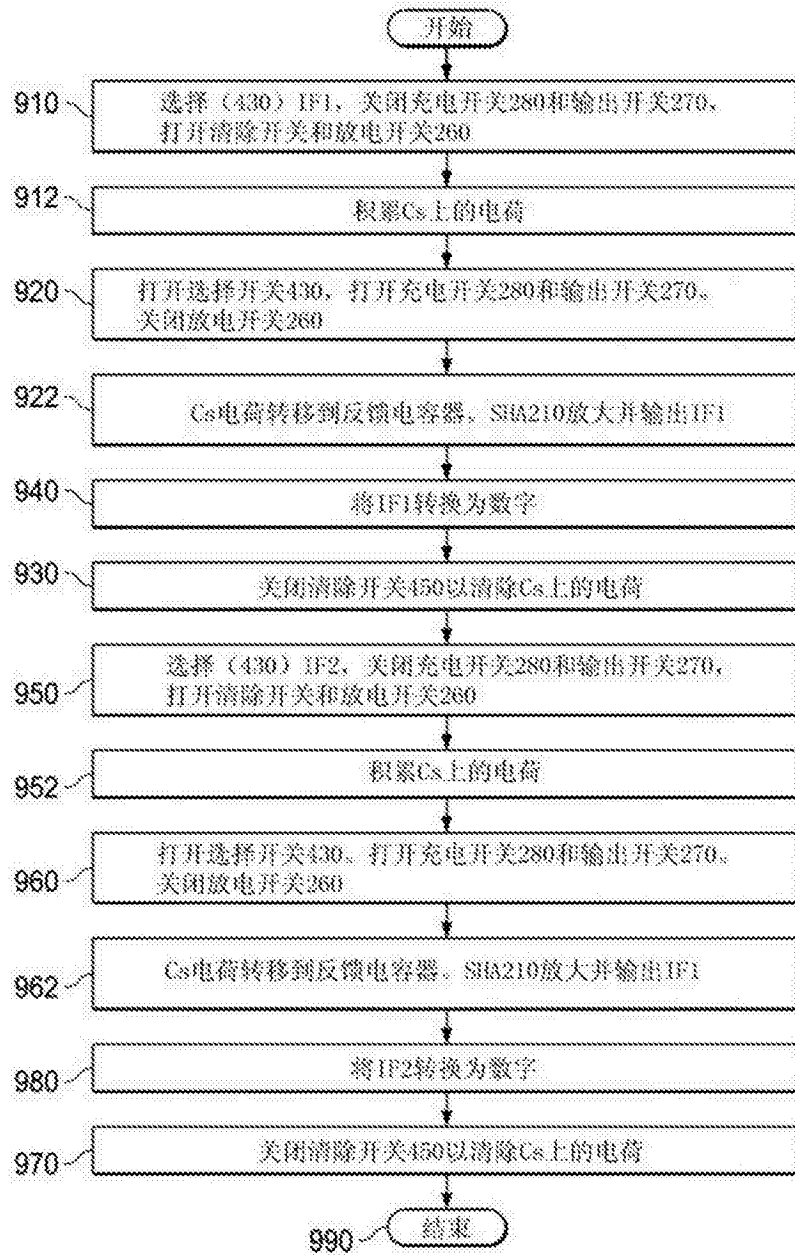 开始
910
选择（430）IF1，关闭充电开关280和输出开关270，
打开清除开关和放电开关260
912
积累Cs上的电荷
920
打开选择开关430，打开充电开关280和输出开关270。
关闭放电开关260
922
Cs电荷转移到反馈电容器。SHA210放大并输出IF1
940
将IF1转换为数字
930
关闭清除开关450以清除Cs上的电荷
950
选择（430）IF2，关闭充电开关280和输出开关270，
打开清除开关和放电开关260
952
积累Cs上的电荷
960
打开选择开关430。打开充电开关280和输出开关270。
关闭放电开关260
962
Cs电荷转移到反馈电容器。SHA210放大并输出IF1
980
将IF2转换为数字
970
关闭清除开关450以清除Cs上的电荷
990
结束